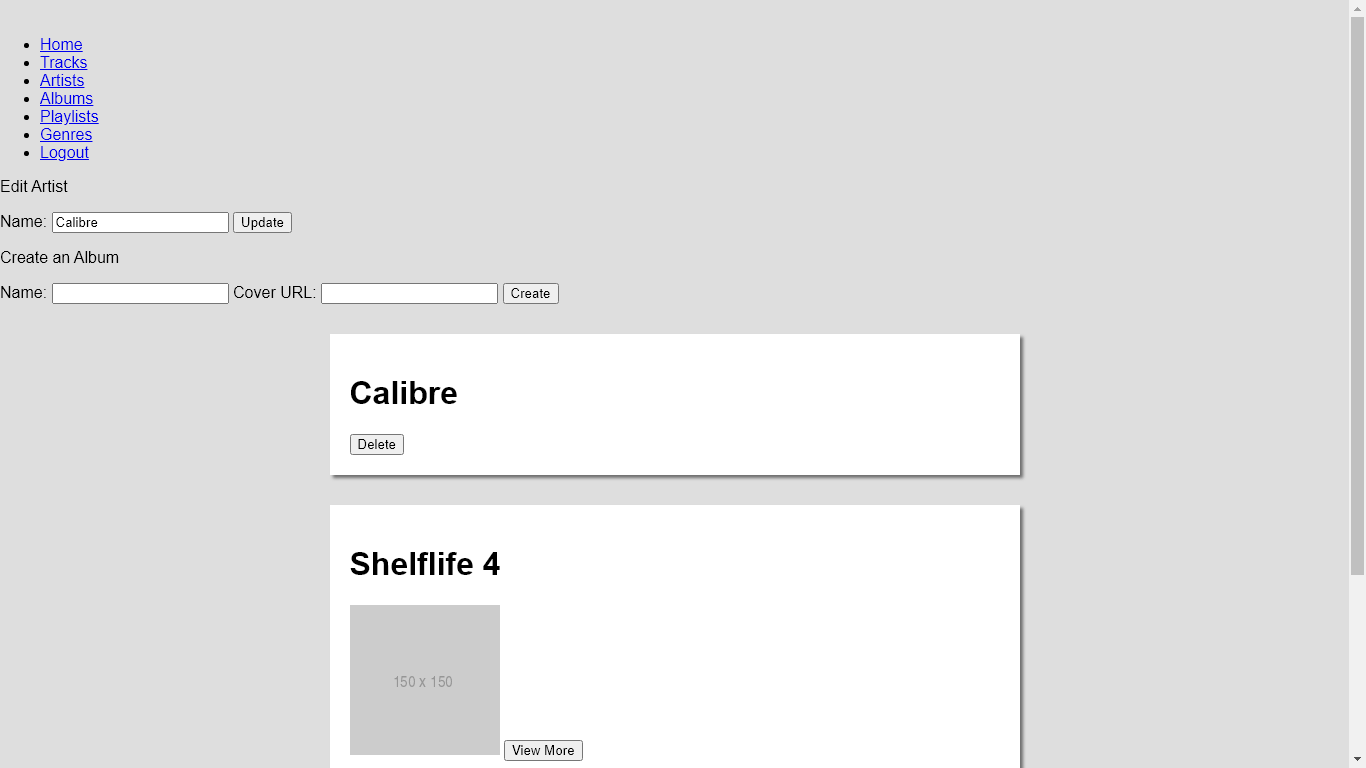 Home
Tracks
Artists
Albums
Playlists
Genres
Logout
Edit Artist
Name: Calibre Update
Create an Album
Name: Cover URL: Create
Calibre
Delete
Shelflife 4
150 x 150
View More